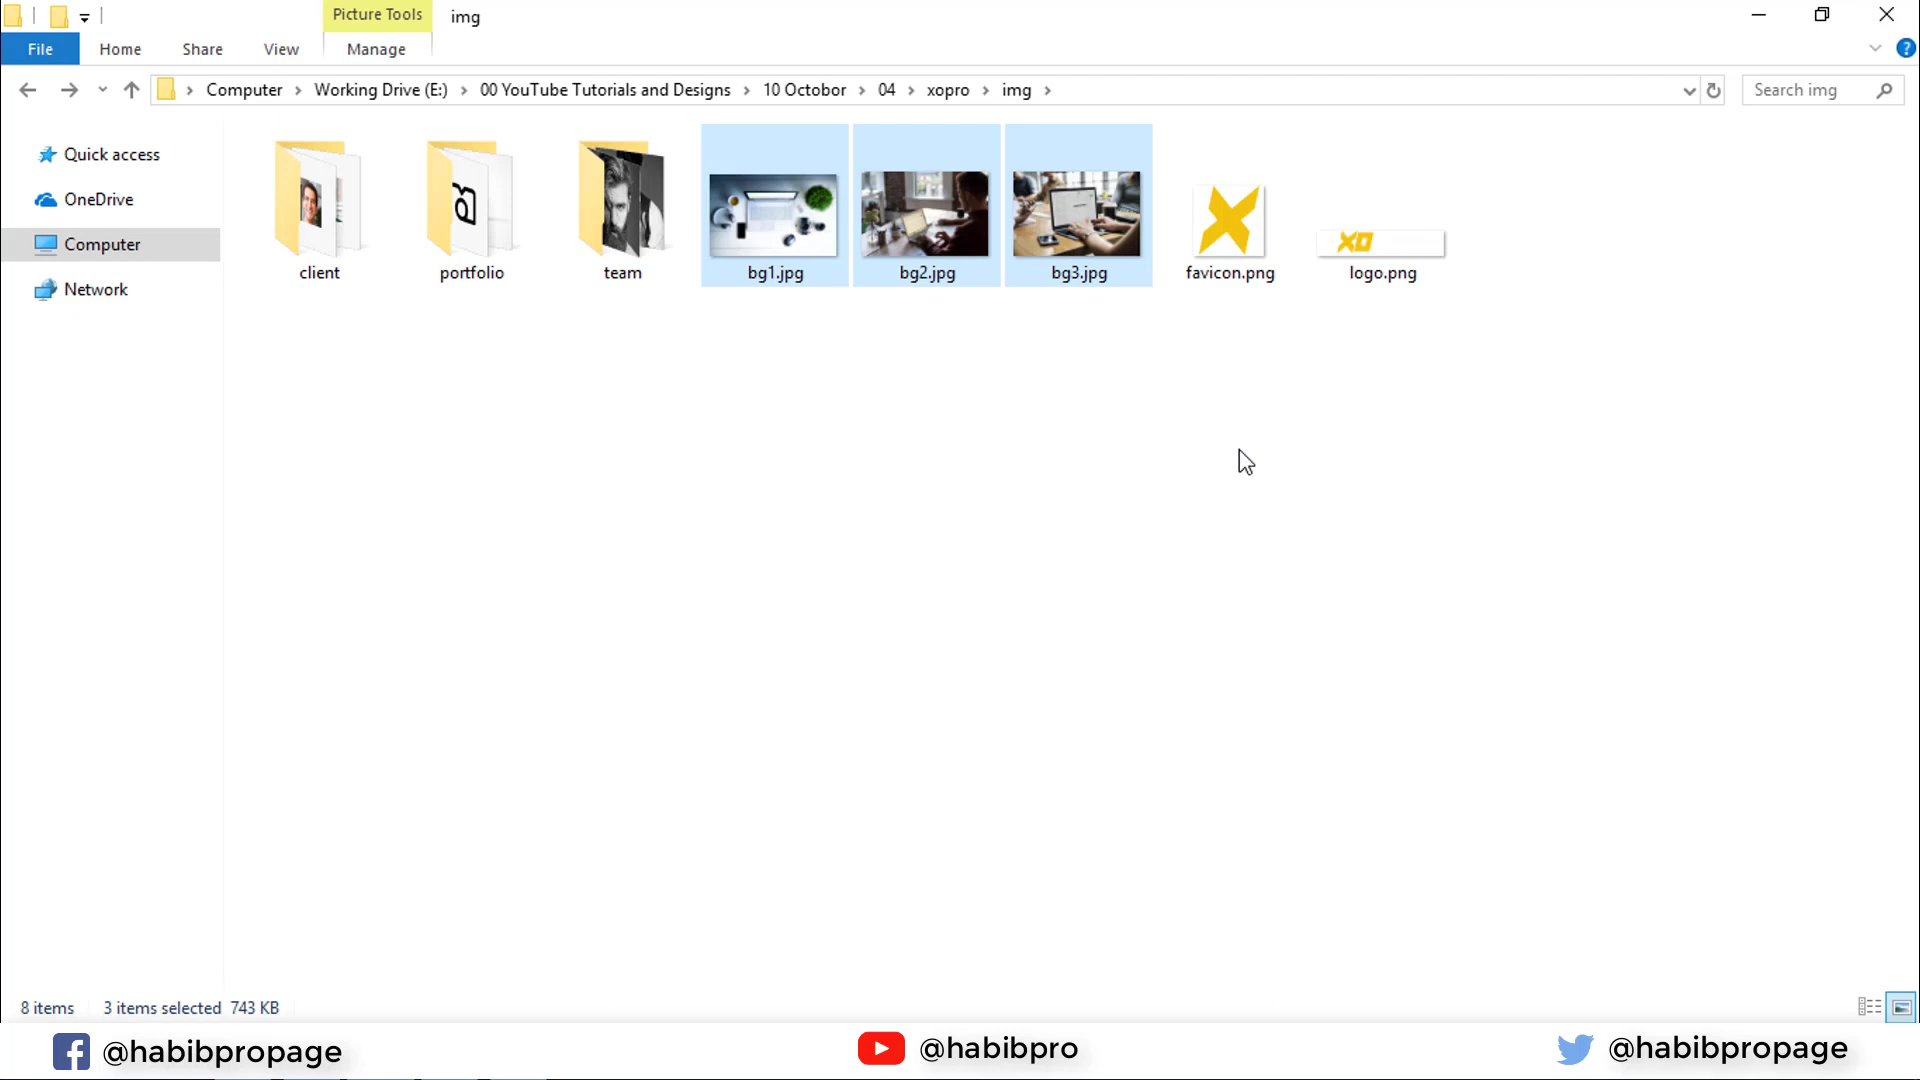 Picture Tools
img
File
Home
Share
View
Manage
?
Computer
Working Drive (E:)
00 YouTube Tutorials and Designs
10 Octobor
04
xopro
img
Search img
Quick access
OneDrive
Computer
Network
a
XO
client
portfolio
team
bg1.jpg
bg2.jpg
bg3.jpg
favicon.png
logo.png
8 items
3 items selected
743 KB
f
@habibpropage
@habibpro
@habibpropage